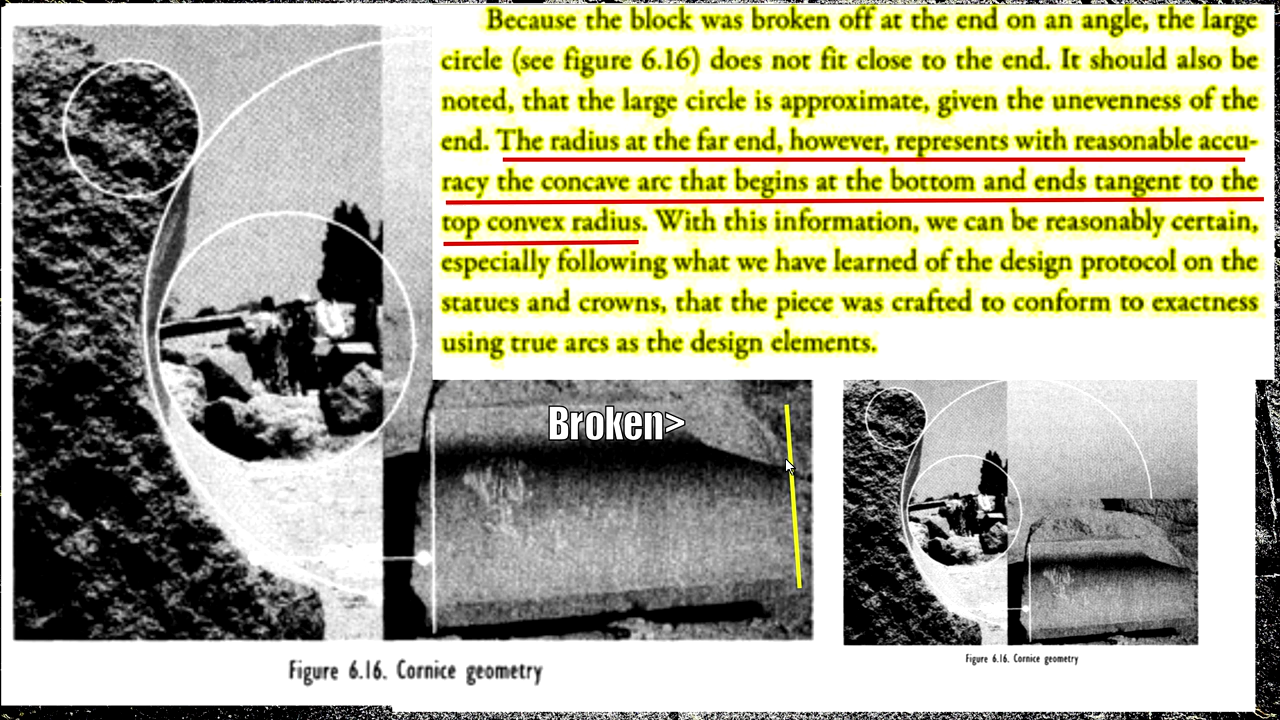 Because the block was broken off at the end on an angle, the large
circle (see figure 6.16) does not fit close to the end. It should also be
noted, that the large circle is approximate, given the unevenness of the
end. The radius at the far end, however, represents with reasonable accu-
racy the concave arc that begins at the bottom and ends tangent to the
top convex radius. With this information, we can be reasonably certain,
especially following what we have learned of the design protocol on the
statues and crowns, that the piece was crafted to conform to exactness
using true arcs as the design elements.
Broken>
Figure 6.16. Cornice geometry
Figure 6.16. Cornice geometry